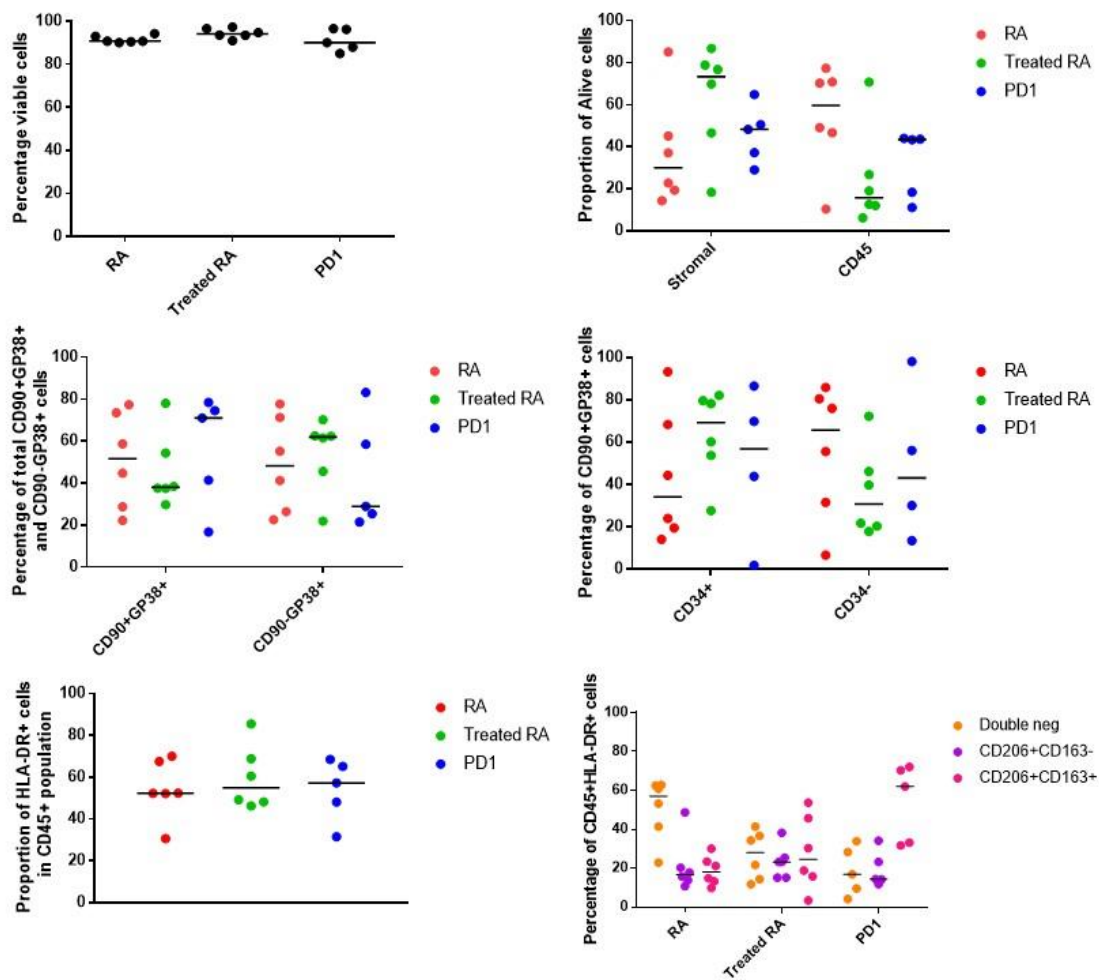 Percentage viable cells
100
80
60
40
20
0
RA
Treated RA
PD1
Proportion of Alive cells
100
80
60
40
20
0
Stromal
CD45
RA
Treated RA
PD1
Percentage of total CD90+GP38+
and CD90-GP38+ cells
100
80
60
40
20
0
CD90+GP38+
CD90-GP38+
RA
Treated RA
PD1
Percentage of CD90+GP38+ cells
100
80
60
40
20
0
CD34+
CD34-
RA
Treated RA
PD1
Proportion of HLA-DR+ cells
in CD45+ population
100
80
60
40
20
0
RA
Treated RA
PD1
Percentage of CD45+HLA-DR+ cells
100
80
60
40
20
0
RA
Treated RA
PD1
Double neg
CD206+CD163-
CD206+CD163+